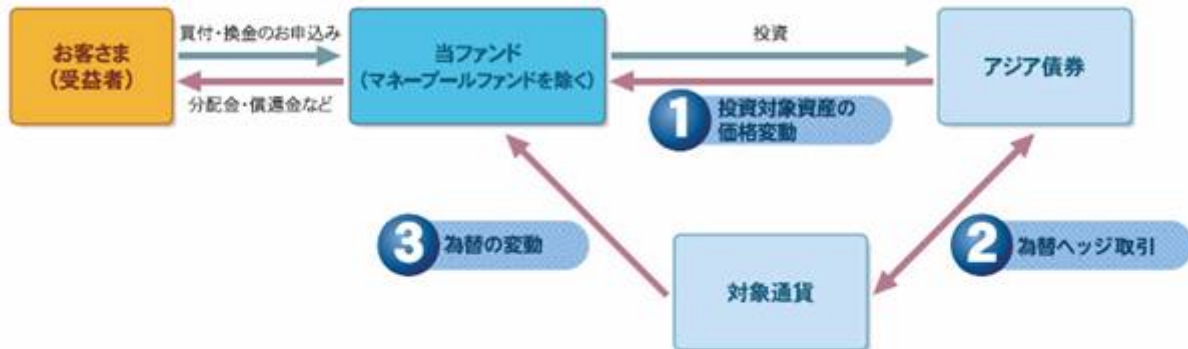 お客さま
(受益者)
買付・換金のお申込み
分配金・償還金など
当ファンド
(マネープールファンドを除く)
投資
アジア債券
1
投資対象資産の
価格変動
3
為替の変動
対象通貨
2
為替ヘッジ取引